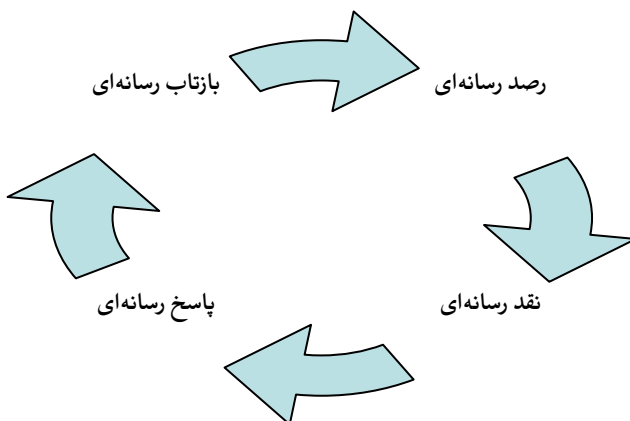 رصد رسانه‌ای
بازتاب رسانه‌ای
نقد رسانه‌ای
پاسخ رسانه‌ای